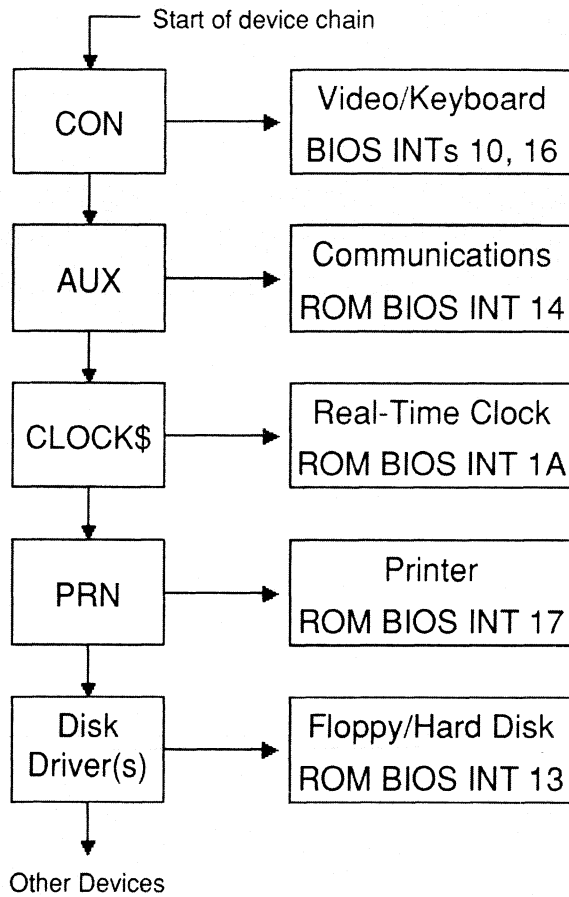 Start of device chain
CON
Video/Keyboard
BIOS INTs 10, 16
AUX
Communications
ROM BIOS INT 14
CLOCK$
Real-Time Clock
ROM BIOS INT 1A
PRN
Printer
ROM BIOS INT 17
Disk
Driver(s)
Floppy/Hard Disk
ROM BIOS INT 13
Other Devices